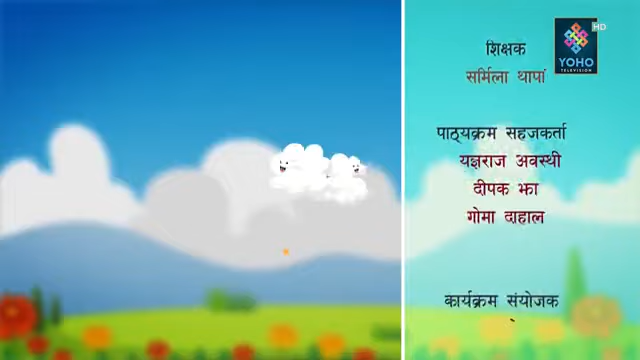 शिक्षक
सर्मिला थापा
पाठ्यक्रम सहजकर्ता
यज्ञराज अवस्थी
दीपक झा
गोमा दाहाल
कार्यक्रम संयोजक
YOHO
TELEVISION
HD